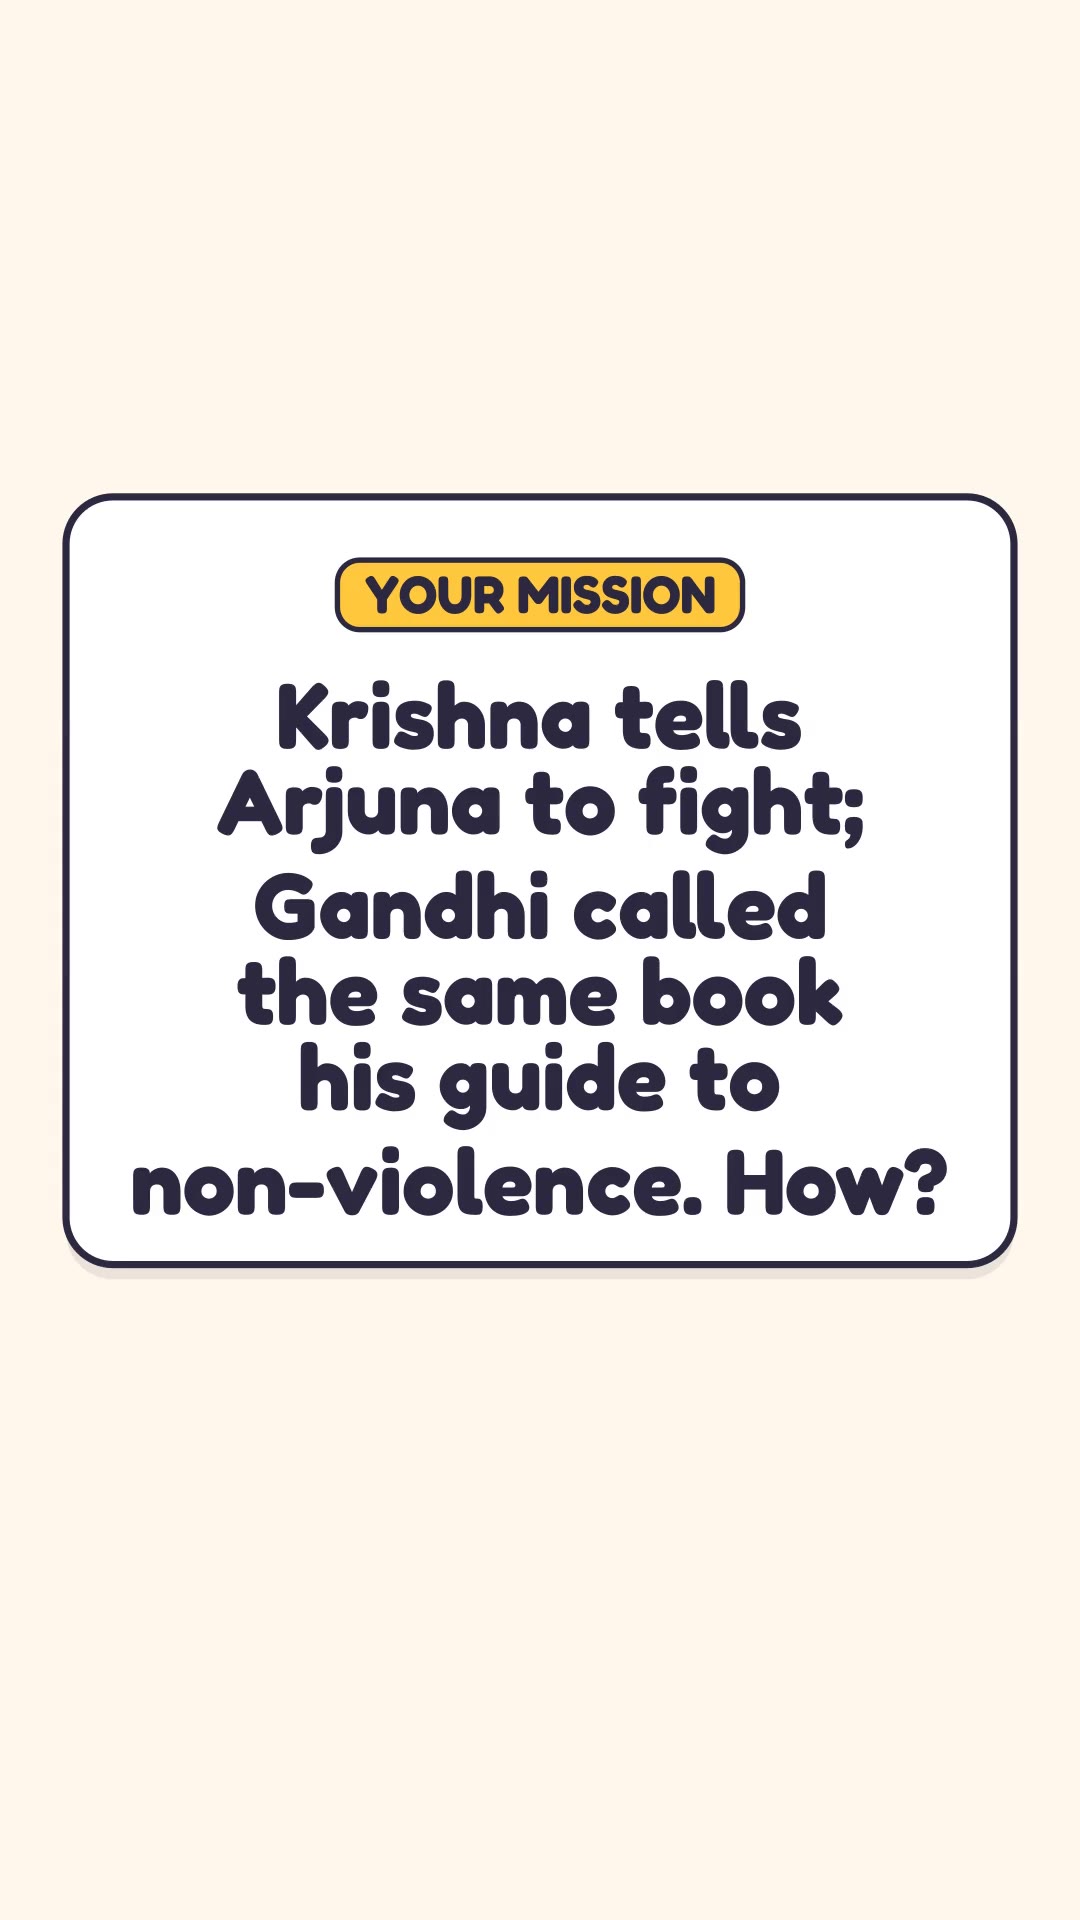 YOUR MISSION
Krishna tells
Arjuna to fight;
Gandhi called
the same book
his guide to
non-violence. How?